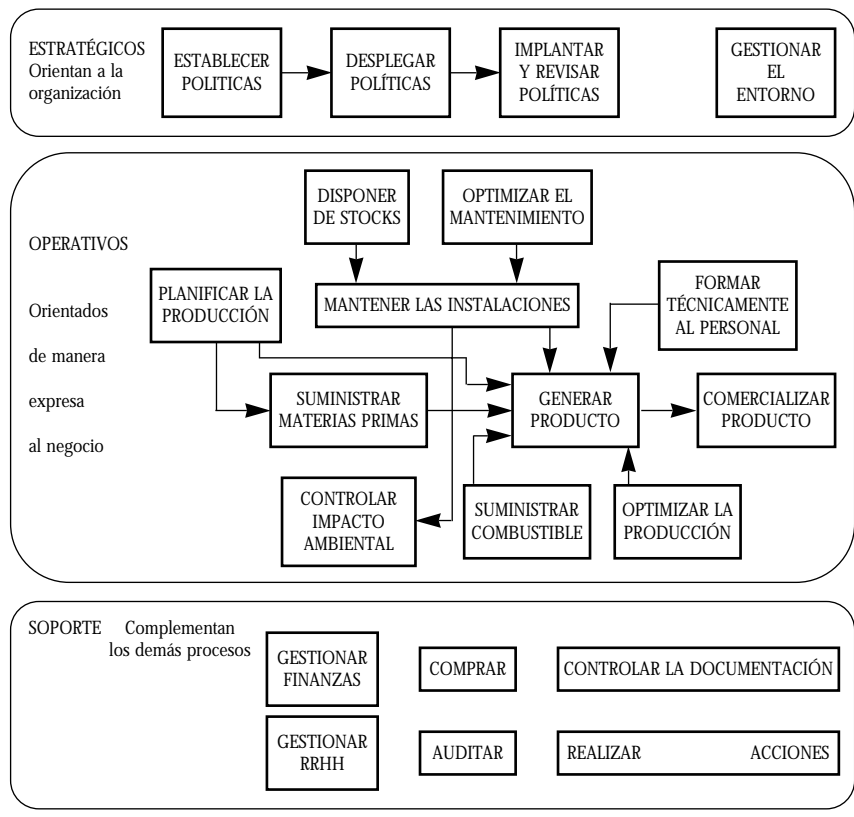 ESTRATÉGICOS
Orientan a la
organización
ESTABLECER
POLITICAS
DESPLEGAR
POLÍTICAS
IMPLANTAR
Y REVISAR
POLÍTICAS
GESTIONAR
EL
ENTORNO
OPERATIVOS
Orientados
de manera
expresa
al negocio
DISPONER
DE STOCKS
OPTIMIZAR EL
MANTENIMIENTO
PLANIFICAR LA
PRODUCCIÓN
MANTENER LAS INSTALACIONES
FORMAR
TÉCNICAMENTE
AL PERSONAL
SUMINISTRAR
MATERIAS PRIMAS
GENERAR
PRODUCTO
COMERCIALIZAR
PRODUCTO
CONTROLAR
IMPACTO
AMBIENTAL
SUMINISTRAR
COMBUSTIBLE
OPTIMIZAR LA
PRODUCCIÓN
SOPORTE Complementan
los demás procesos
GESTIONAR
FINANZAS
COMPRAR
CONTROLAR LA DOCUMENTACIÓN
GESTIONAR
RRHH
AUDITAR
REALIZAR ACCIONES